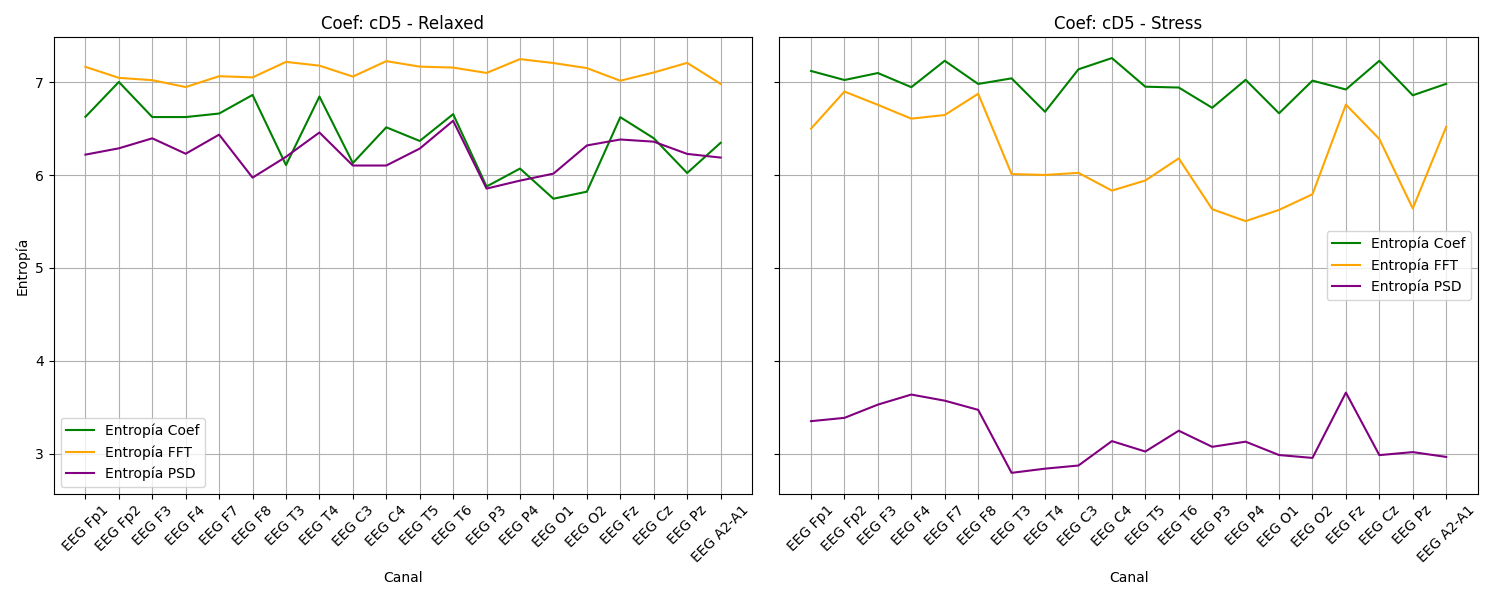 Coef: cD5 - Relaxed
Entropía
7
6
5
4
3
Entropía Coef
Entropía FFT
Entropía PSD
EEG Fp1
EEG Fp2
EEG F3
EEG F4
EEG F7
EEG F8
EEG T3
EEG T4
EEG C3
EEG C4
EEG T5
EEG T6
EEG P3
EEG P4
EEG O1
EEG O2
EEG Fz
EEG Cz
EEG Pz
EEG A2-A1
Canal
Coef: cD5 - Stress
Entropía Coef
Entropía FFT
Entropía PSD
EEG Fp1
EEG Fp2
EEG F3
EEG F4
EEG F7
EEG F8
EEG T3
EEG T4
EEG C3
EEG C4
EEG T5
EEG T6
EEG P3
EEG P4
EEG O1
EEG O2
EEG Fz
EEG Cz
EEG Pz
EEG A2-A1
Canal